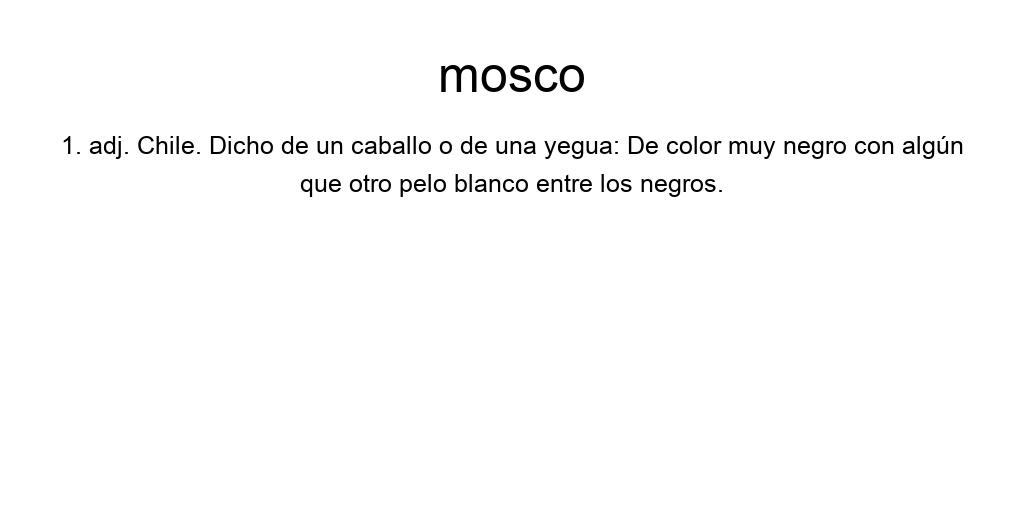 mosco
1. adj. Chile. Dicho de un caballo o de una yegua: De color muy negro con algún
que otro pelo blanco entre los negros.